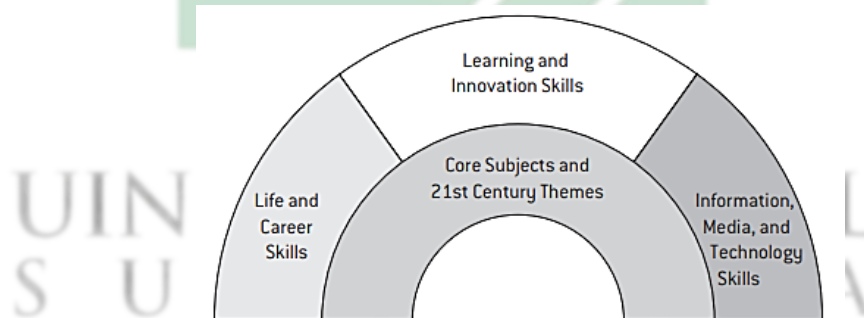 Learning and
Innovation Skills
Core Subjects and
21st Century Themes
Life and
Career
Skills
Information,
Media, and
Technology
Skills
UIN
S U